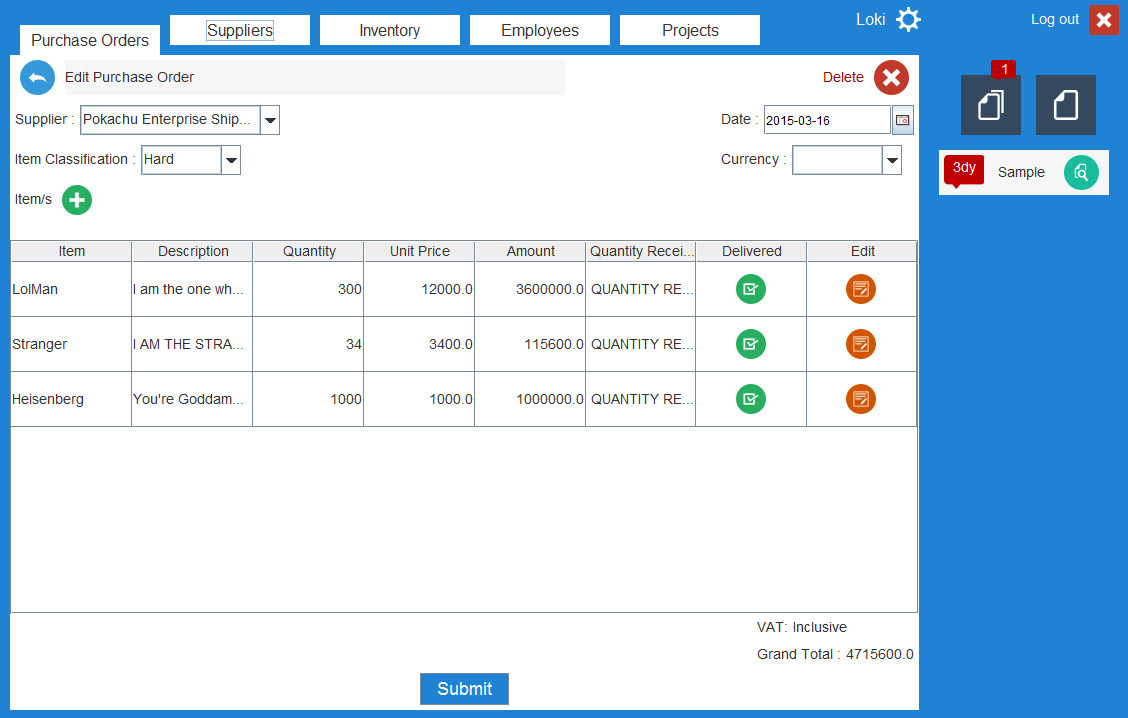 Purchase Orders Suppliers Inventory Employees Projects Loki Log out
Edit Purchase Order Delete 1
Supplier : Pokachu Enterprise Ship... Date : 2015-03-16
Item Classification : Hard Currency : 3dy Sample
Item/s
Item Description Quantity Unit Price Amount Quantity Recei... Delivered Edit
LolMan I am the one wh... 300 12000.0 3600000.0 QUANTITY RE...
Stranger I AM THE STRA... 34 3400.0 115600.0 QUANTITY RE...
Heisenberg You're Goddam... 1000 1000.0 1000000.0 QUANTITY RE...
VAT: Inclusive
Grand Total : 4715600.0
Submit